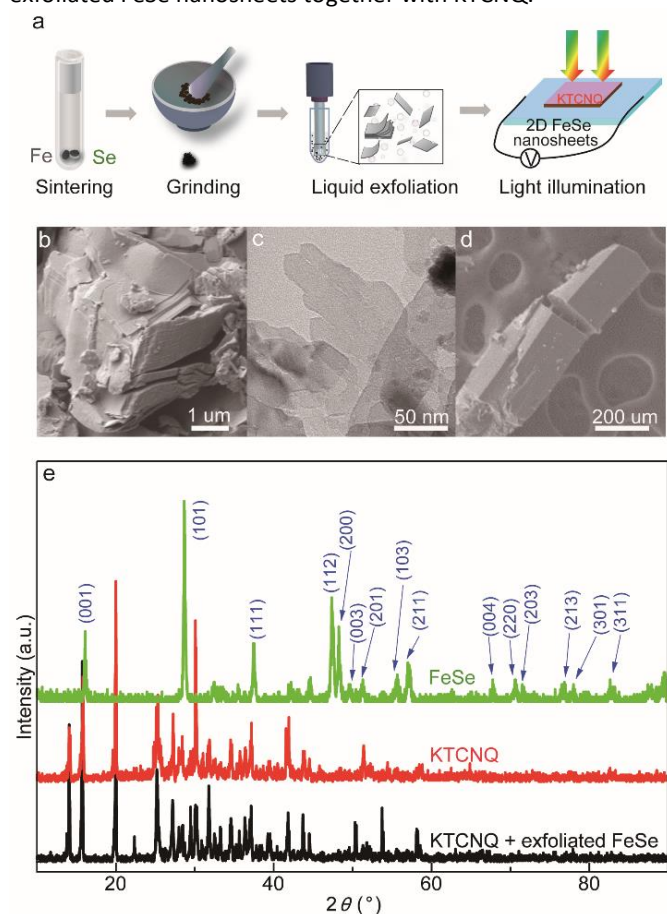 exfoliated FeSe nanosheets together with KTCNQ.
a
KTCNQ
2D FeSe
nanosheets
V
Fe
Se
Sintering
Grinding
Liquid exfoliation
Light illumination
b
c
d
1 um
50 nm
200 um
e
(001)
(101)
(111)
(112)
(200)
(003)
(201)
(103)
(211)
(004)
(220)
(203)
(213)
(301)
(311)
FeSe
KTCNQ
KTCNQ + exfoliated FeSe
Intensity (a.u.)
20
40
60
80
2θ (°)